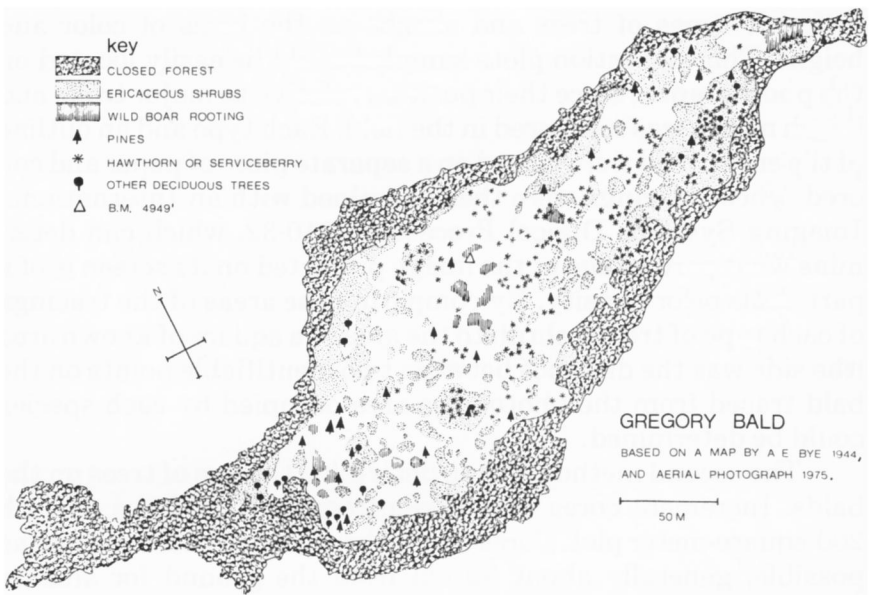 key
CLOSED FOREST
ERICACEOUS SHRUBS
WILD BOAR ROOTING
PINES
HAWTHORN OR SERVICEBERRY
OTHER DECIDUOUS TREES
B.M. 4949'
N
GREGORY BALD
BASED ON A MAP BY A E BYE 1944,
AND AERIAL PHOTOGRAPH 1975.
50 M